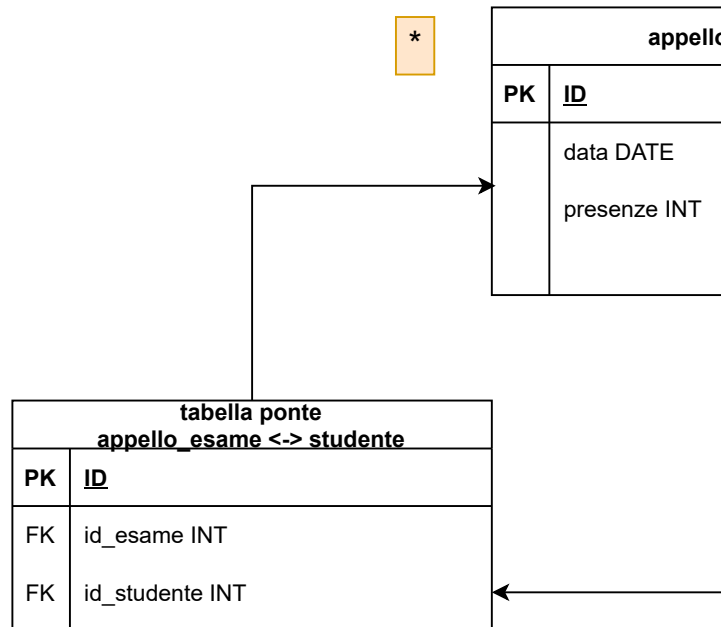 *
appello
PK ID
data DATE
presenze INT
tabella ponte
appello_esame <-> studente
PK ID
FK id_esame INT
FK id_studente INT